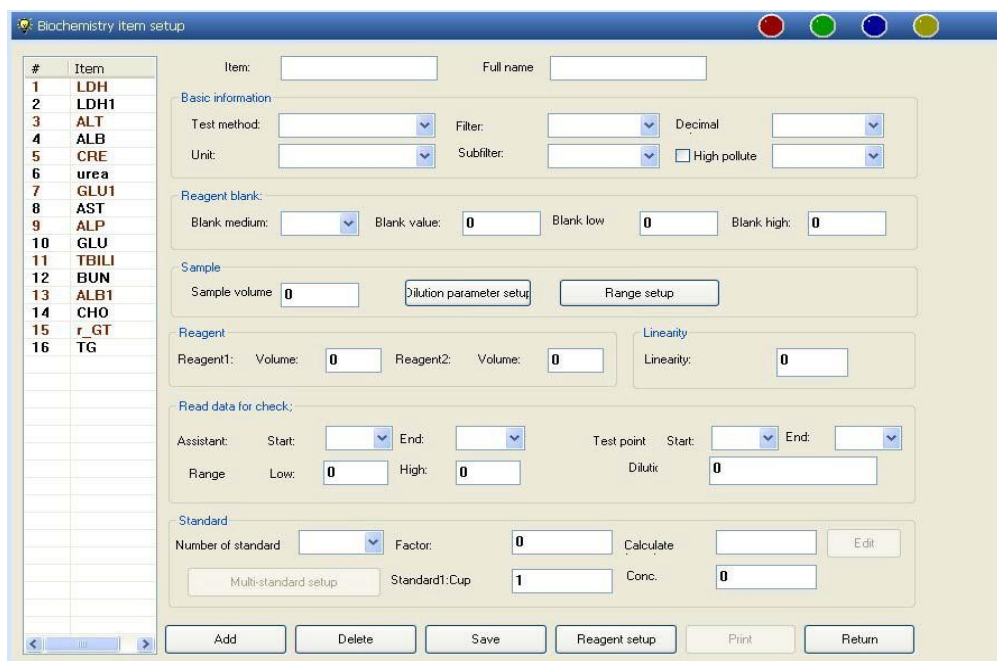 Biochemistry item setup
# Item
1 LDH
2 LDH1
3 ALT
4 ALB
5 CRE
6 urea
7 GLU1
8 AST
9 ALP
10 GLU
11 TBILI
12 BUN
13 ALB1
14 CHO
15 r_GT
16 TG
Item: Full name
Basic information
Test method: Filter: Decimal
Unit: Subfilter: High pollute
Reagent blank:
Blank medium: Blank value: 0 Blank low 0 Blank high: 0
Sample
Sample volume 0 Dilution parameter setup Range setup
Reagent
Reagent1: Volume: 0 Reagent2: Volume: 0
Linearity
Linearity: 0
Read data for check;
Assistant: Start: End: Test point Start: End:
Range Low: 0 High: 0 Dilutic 0
Standard
Number of standard Factor: 0 Calculate Edit
Multi-standard setup Standard1:Cup 1 Conc. 0
Add Delete Save Reagent setup Print Return